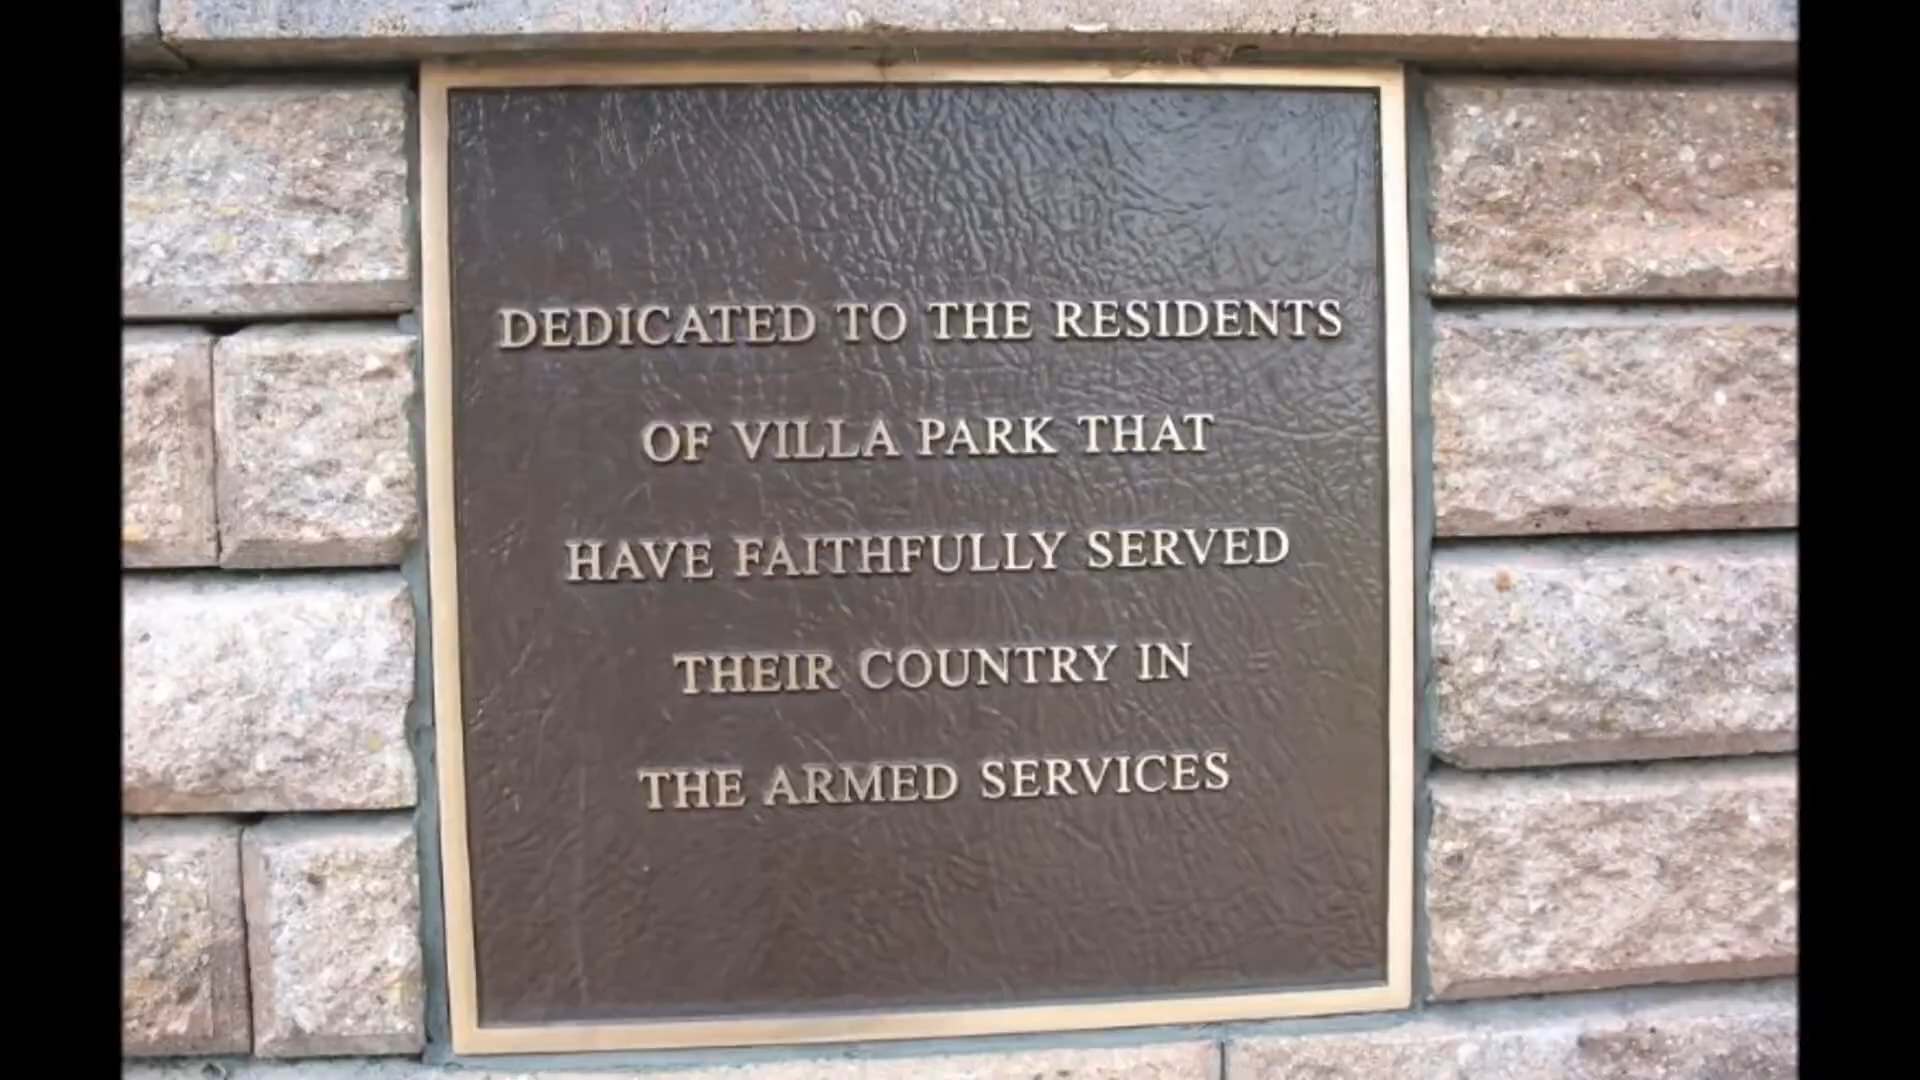 DEDICATED TO THE RESIDENTS
OF VILLA PARK THAT
HAVE FAITHFULLY SERVED
THEIR COUNTRY IN
THE ARMED SERVICES